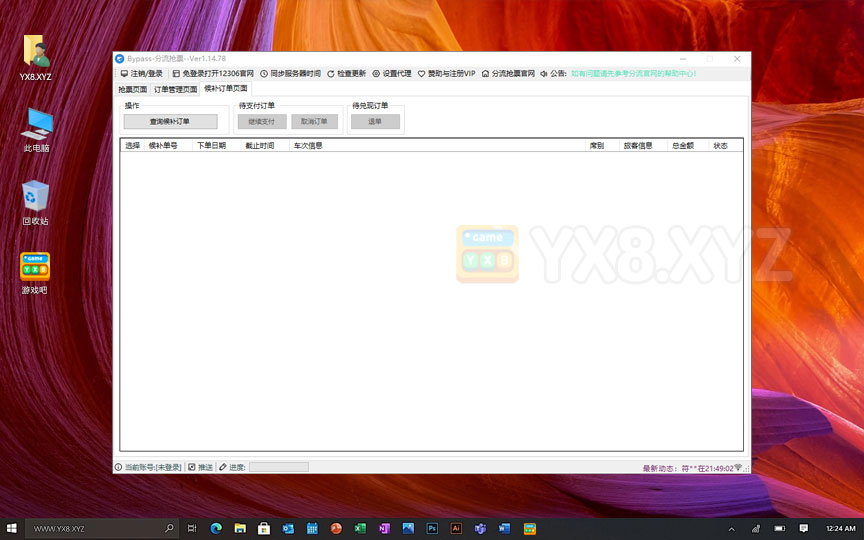 YX8.XYZ
此电脑
回收站
game
YX8
游戏吧
Bypass-分流抢票--Ver1.14.78
注销/登录 免登录打开12306官网 同步服务器时间 检查更新 设置代理 赞助与注册VIP 分流抢票官网 公告: 如有问题请先参考分流官网的帮助中心!
抢票页面 订单管理页面 候补订单页面
操作 待支付订单 待兑现订单
查询候补订单 继续支付 取消订单 退单
选择 候补单号 下单日期 截止时间 车次信息 席别 旅客信息 总金额 状态
game
YX8
YX8.XYZ
当前账号:[未登录] 推送 进度: 最新动态: 符**在21:49:02
WWW.YX8.XYZ
12:24 AM